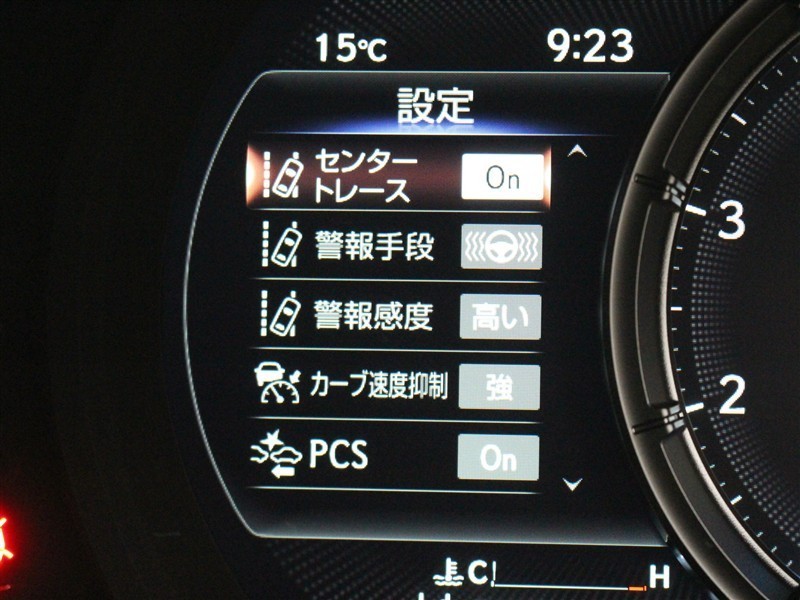 15℃
9:23
設定
センター
トレース
On
警報手段
警報感度
高い
カーブ速度抑制
強
PCS
On
3
2
C
H